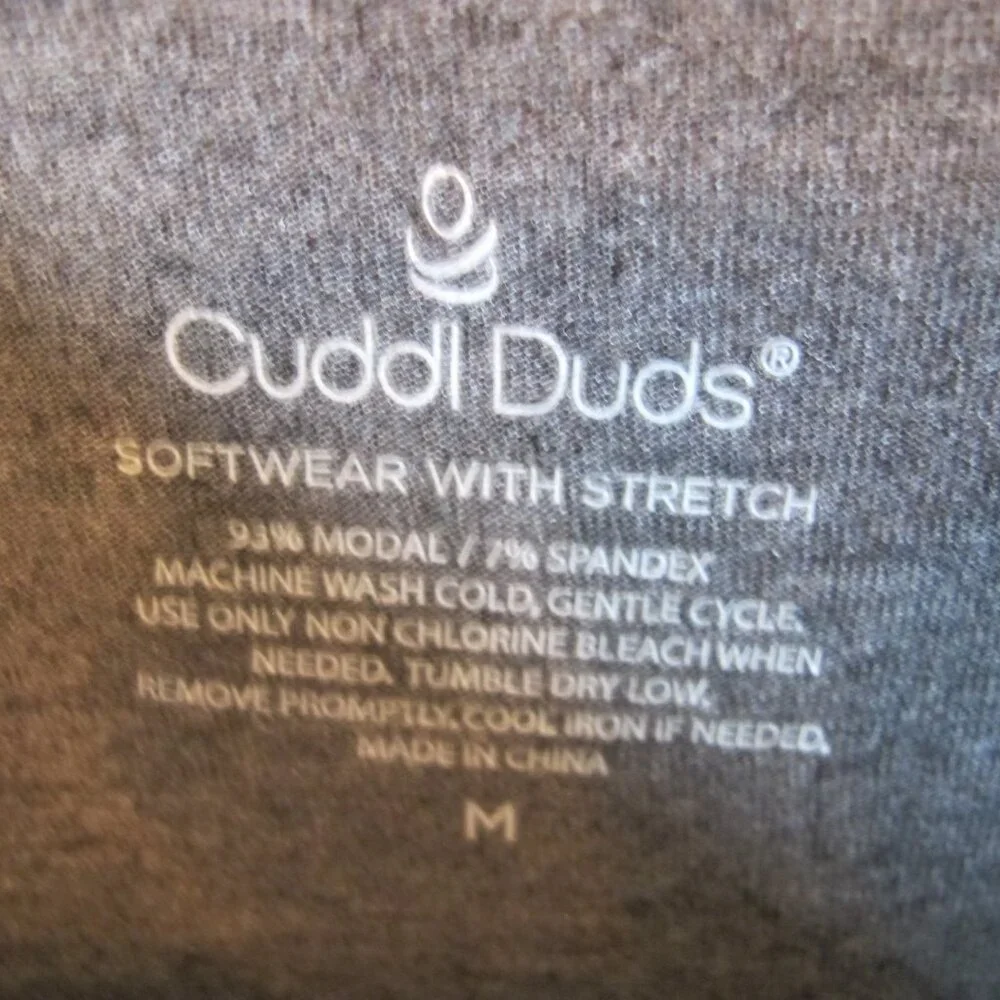 Cuddl Duds®
SOFTWEAR WITH STRETCH
93% MODAL / 7% SPANDEX
MACHINE WASH COLD, GENTLE CYCLE.
USE ONLY NON CHLORINE BLEACH WHEN
NEEDED. TUMBLE DRY LOW,
REMOVE PROMPTLY. COOL IRON IF NEEDED.
MADE IN CHINA
M